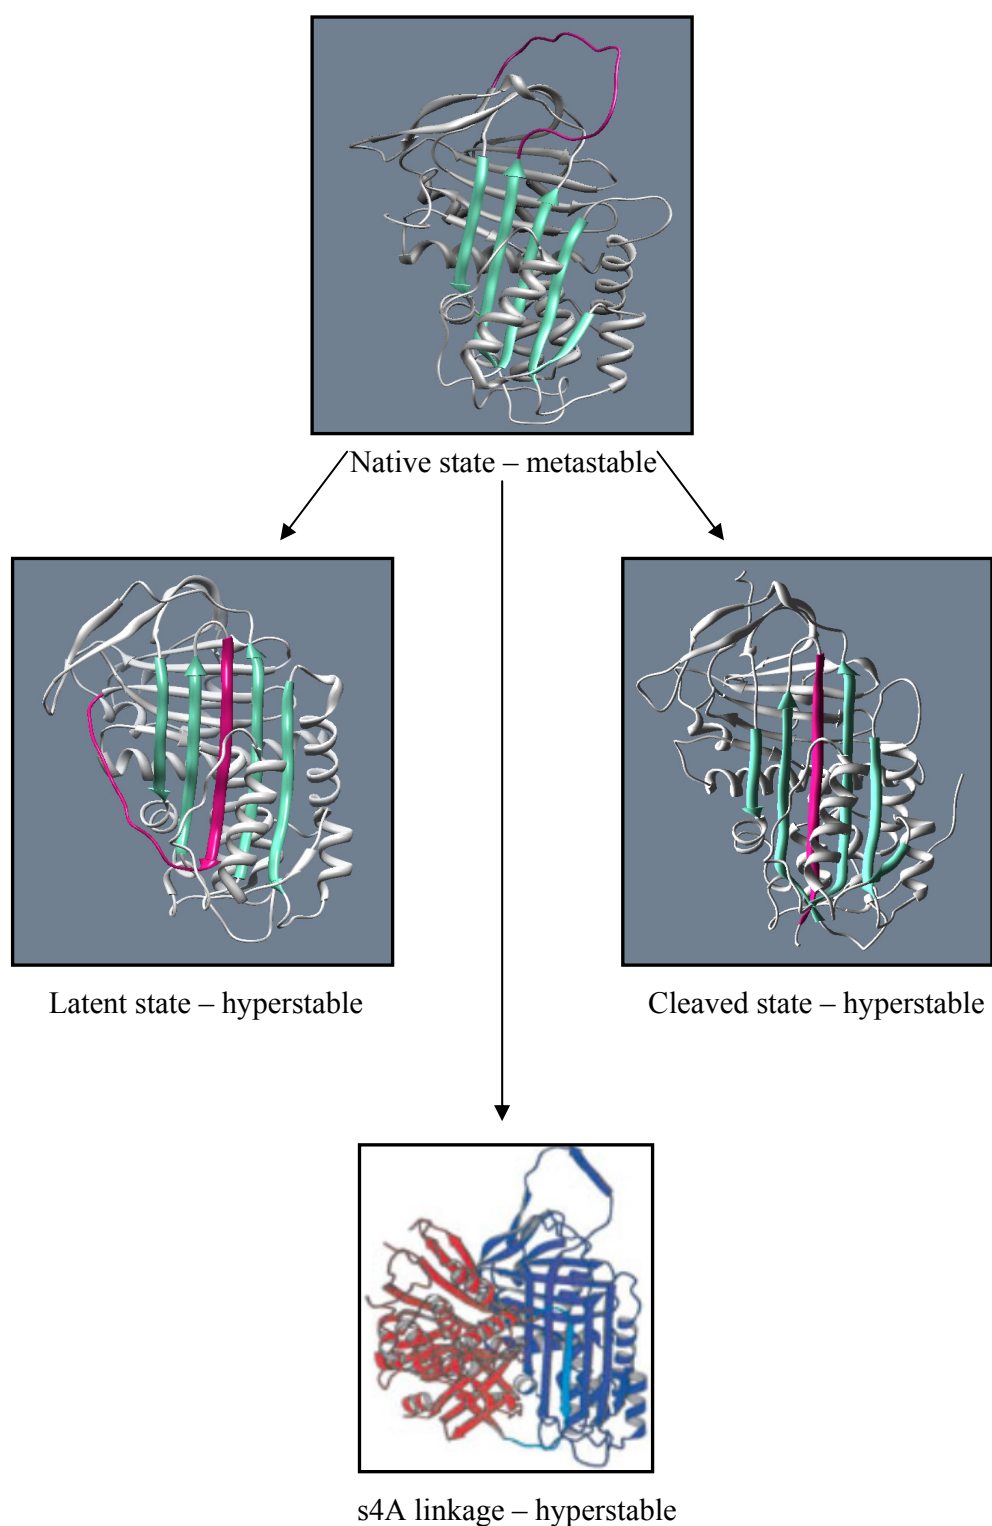 Native state – metastable
Latent state – hyperstable
Cleaved state – hyperstable
s4A linkage – hyperstable